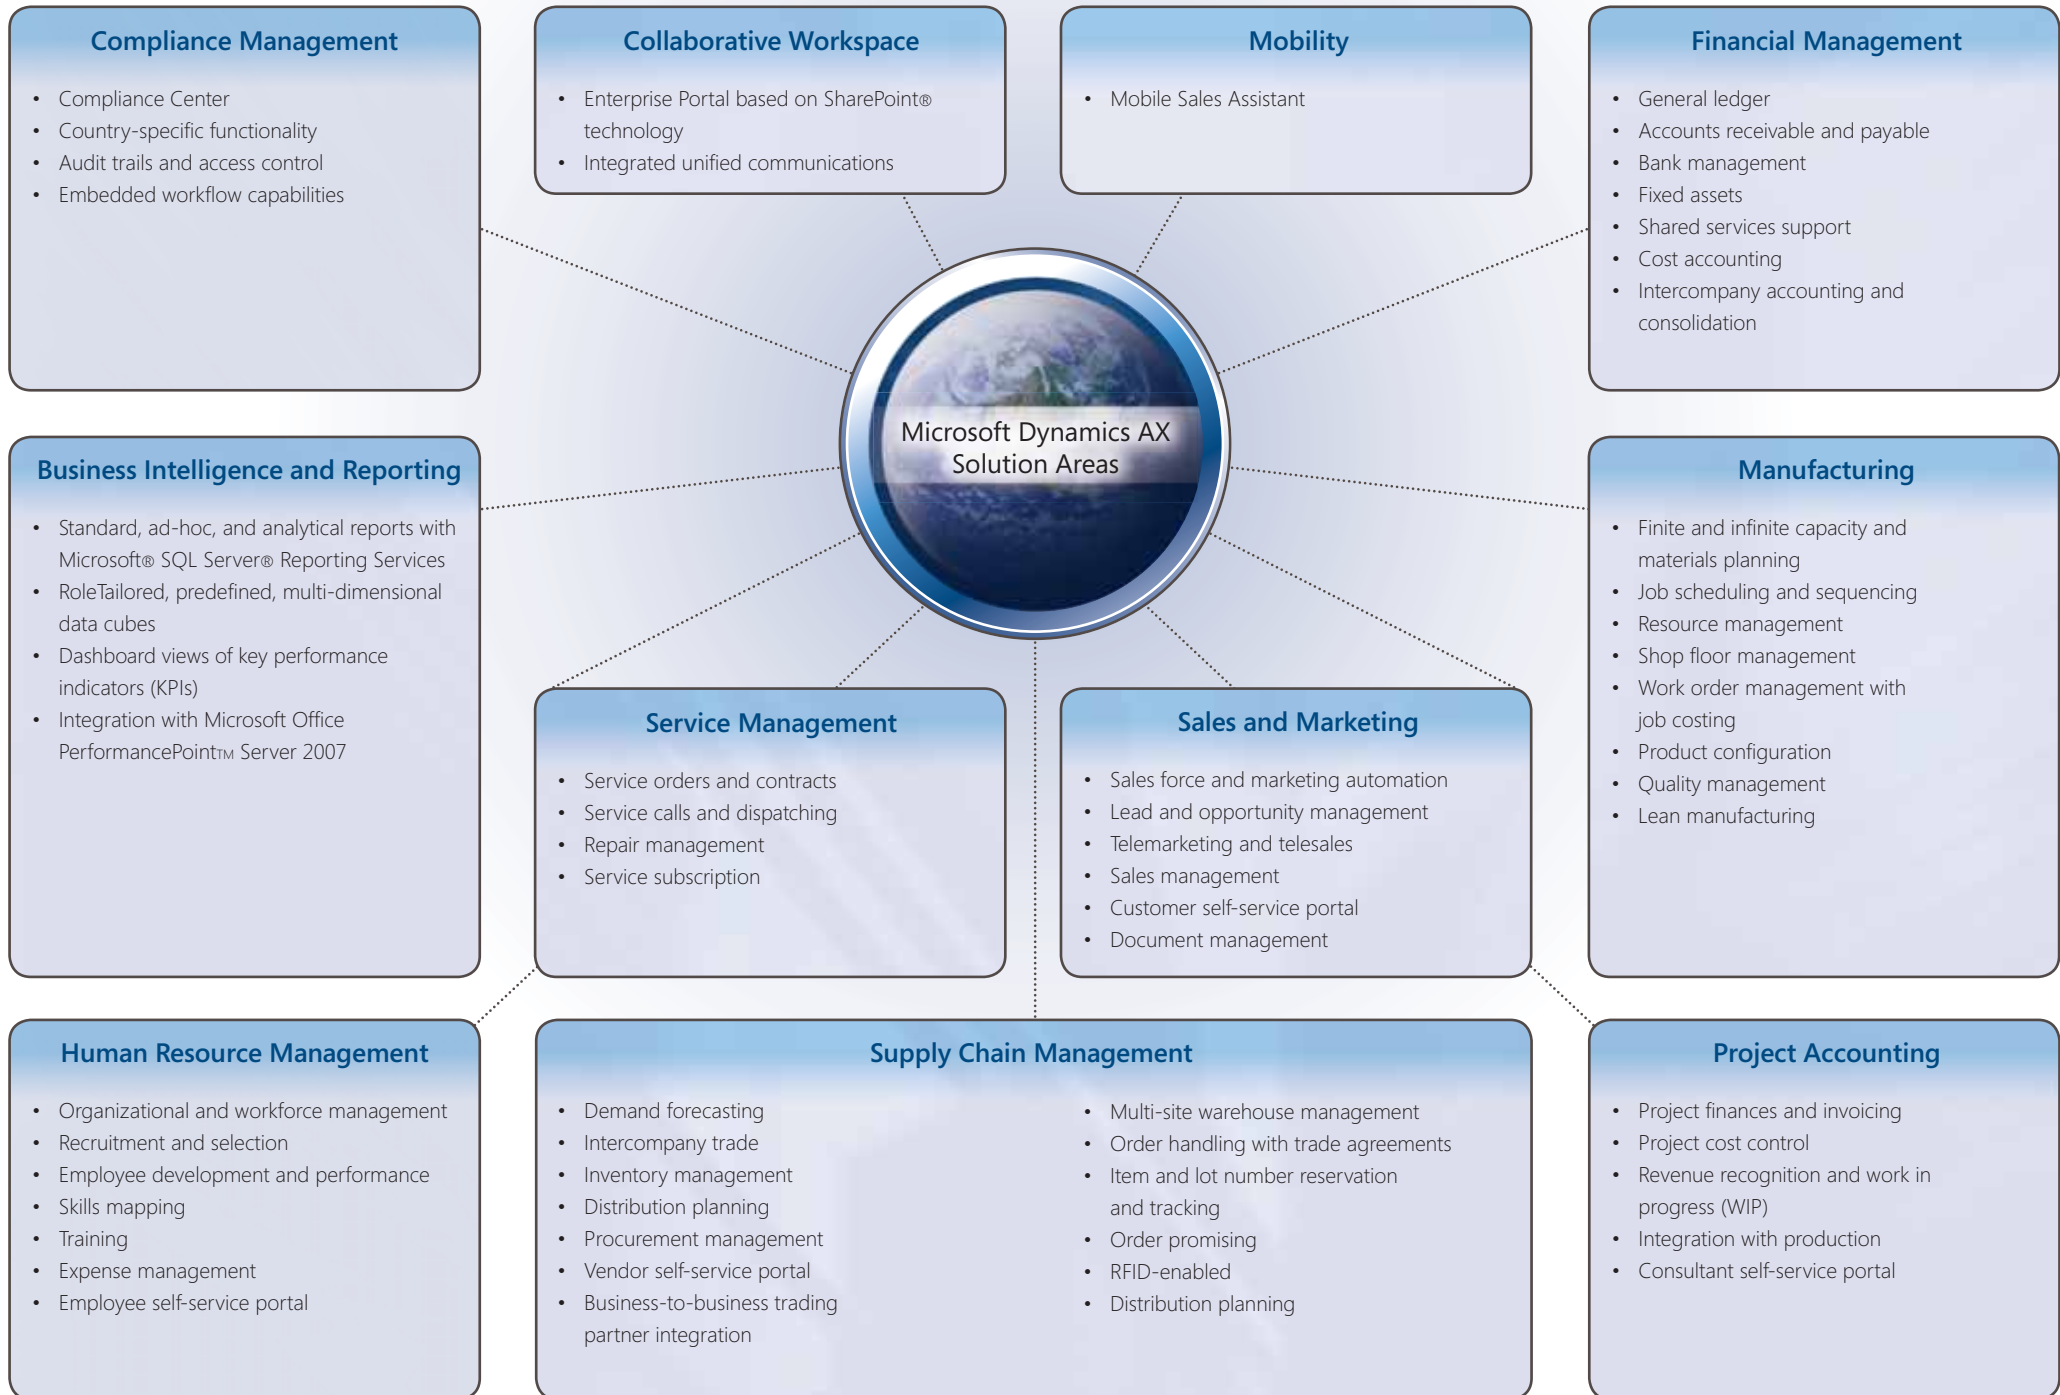 Compliance Management
• Compliance Center
• Country-specific functionality
• Audit trails and access control
• Embedded workflow capabilities
Collaborative Workspace
• Enterprise Portal based on SharePoint®
technology
• Integrated unified communications
Mobility
• Mobile Sales Assistant
Financial Management
• General ledger
• Accounts receivable and payable
• Bank management
• Fixed assets
• Shared services support
• Cost accounting
• Intercompany accounting and
consolidation
Microsoft Dynamics AX
Solution Areas
Business Intelligence and Reporting
• Standard, ad-hoc, and analytical reports with
Microsoft® SQL Server® Reporting Services
• RoleTailored, predefined, multi-dimensional
data cubes
• Dashboard views of key performance
indicators (KPIs)
• Integration with Microsoft Office
PerformancePoint™ Server 2007
Service Management
• Service orders and contracts
• Service calls and dispatching
• Repair management
• Service subscription
Sales and Marketing
• Sales force and marketing automation
• Lead and opportunity management
• Telemarketing and telesales
• Sales management
• Customer self-service portal
• Document management
Manufacturing
• Finite and infinite capacity and
materials planning
• Job scheduling and sequencing
• Resource management
• Shop floor management
• Work order management with
job costing
• Product configuration
• Quality management
• Lean manufacturing
Human Resource Management
• Organizational and workforce management
• Recruitment and selection
• Employee development and performance
• Skills mapping
• Training
• Expense management
• Employee self-service portal
Supply Chain Management
• Demand forecasting
• Intercompany trade
• Inventory management
• Distribution planning
• Procurement management
• Vendor self-service portal
• Business-to-business trading
partner integration
• Multi-site warehouse management
• Order handling with trade agreements
• Item and lot number reservation
and tracking
• Order promising
• RFID-enabled
• Distribution planning
Project Accounting
• Project finances and invoicing
• Project cost control
• Revenue recognition and work in
progress (WIP)
• Integration with production
• Consultant self-service portal